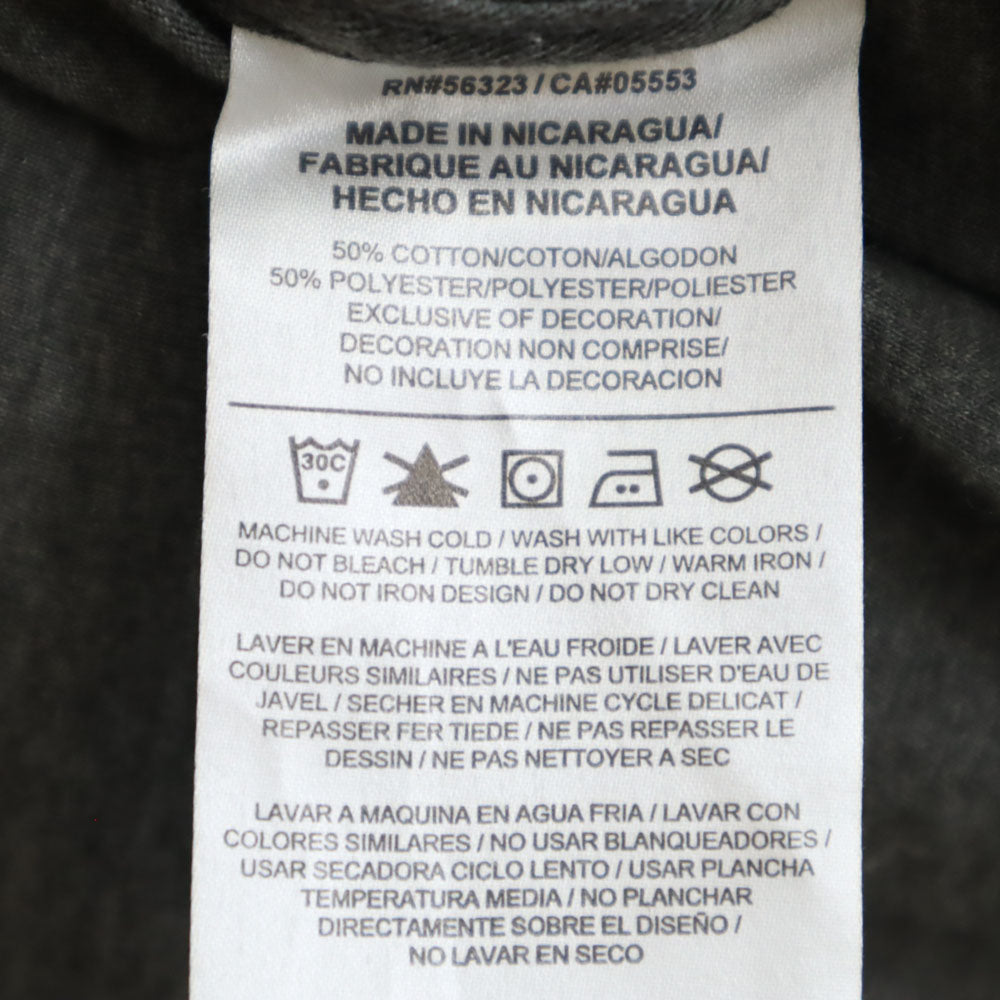 RN#56323 / CA#05553
MADE IN NICARAGUA/
FABRIQUE AU NICARAGUA/
HECHO EN NICARAGUA
50% COTTON/COTON/ALGODON
50% POLYESTER/POLYESTER/POLIESTER
EXCLUSIVE OF DECORATION/
DECORATION NON COMPRISE/
NO INCLUYE LA DECORACION
30C
MACHINE WASH COLD / WASH WITH LIKE COLORS /
DO NOT BLEACH / TUMBLE DRY LOW / WARM IRON /
DO NOT IRON DESIGN / DO NOT DRY CLEAN
LAVER EN MACHINE A L'EAU FROIDE / LAVER AVEC
COULEURS SIMILAIRES / NE PAS UTILISER D'EAU DE
JAVEL / SECHER EN MACHINE CYCLE DELICAT /
REPASSER FER TIEDE / NE PAS REPASSER LE
DESSIN / NE PAS NETTOYER A SEC
LAVAR A MAQUINA EN AGUA FRIA / LAVAR CON
COLORES SIMILARES / NO USAR BLANQUEADORES /
USAR SECADORA CICLO LENTO / USAR PLANCHA
TEMPERATURA MEDIA / NO PLANCHAR
DIRECTAMENTE SOBRE EL DISEÑO /
NO LAVAR EN SECO